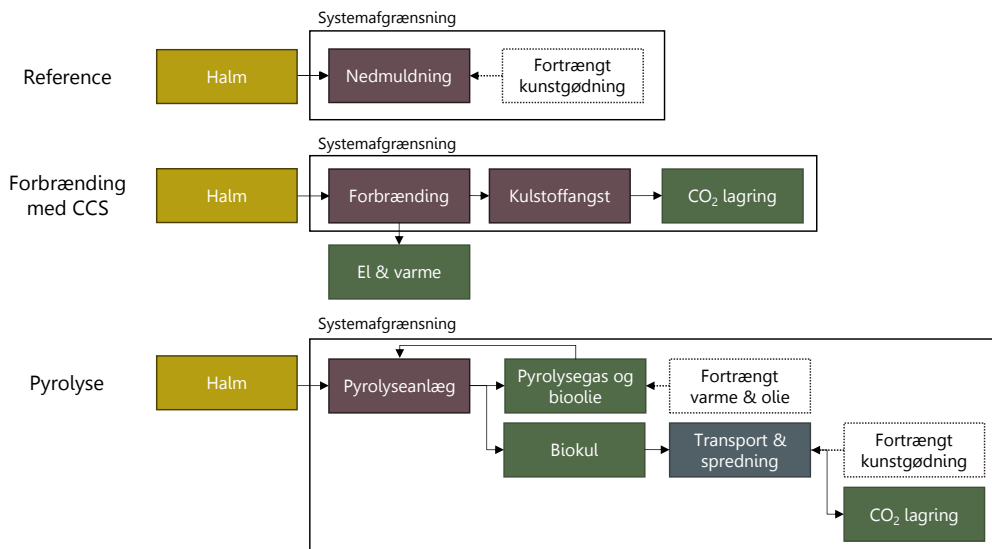 Systemafgrænsning
Reference
Halm
Nedmuldning
Fortrængt
kunstgødning
Systemafgrænsning
Forbrænding
med CCS
Halm
Forbrænding
Kulstoffangst
CO₂ lagring
El & varme
Systemafgrænsning
Pyrolyse
Halm
Pyrolyseanlæg
Pyrolysegas og
bioolie
Fortrængt
varme & olie
Biokul
Transport &
spredning
Fortrængt
kunstgødning
CO₂ lagring